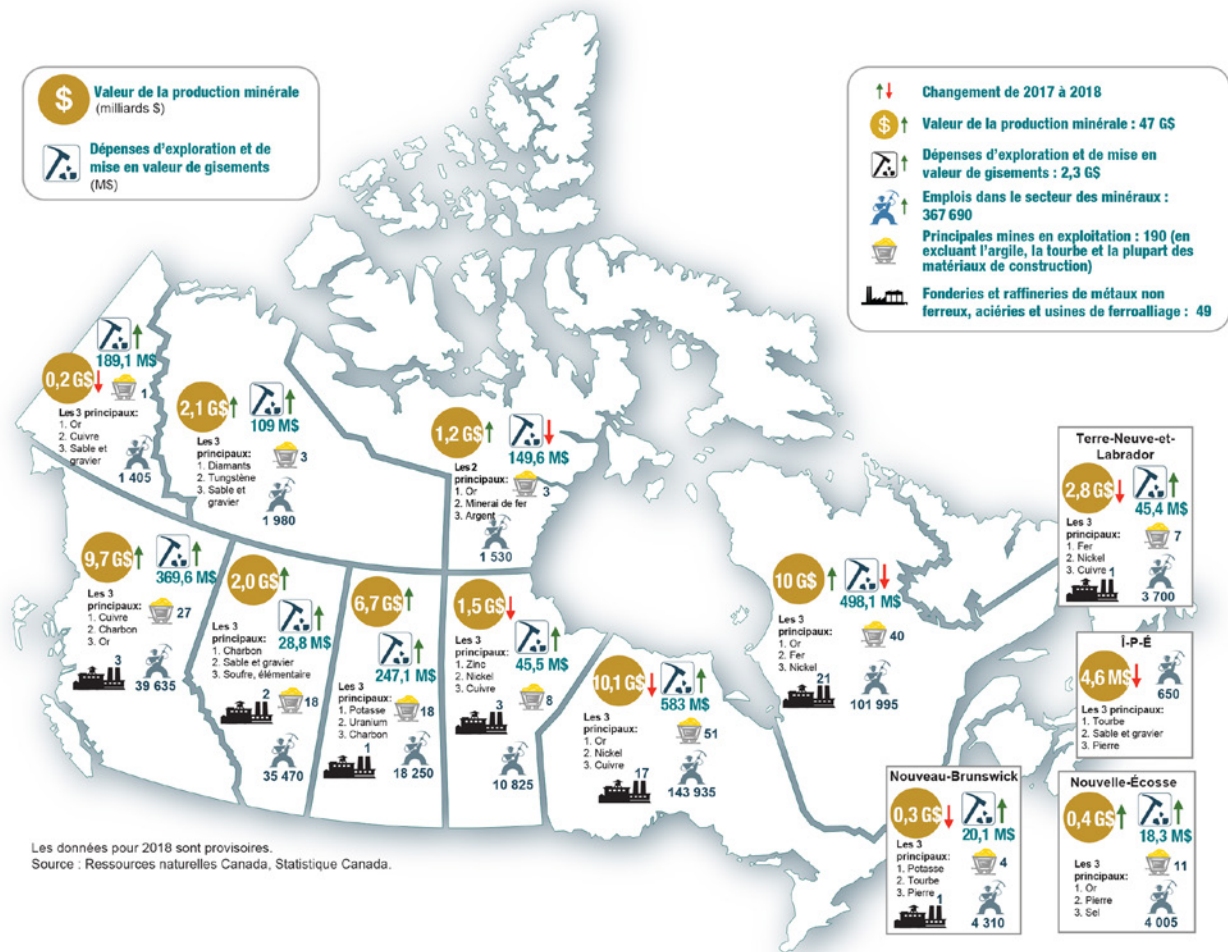 $
Valeur de la production minérale
(milliards $)
Dépenses d'exploration et de
mise en valeur de gisements
(M$)
Changement de 2017 à 2018
$
Valeur de la production minérale : 47 G$
Dépenses d'exploration et de mise en
valeur de gisements : 2,3 G$
Emplois dans le secteur des minéraux :
367 690
Principales mines en exploitation : 190 (en
excluant l'argile, la tourbe et la plupart des
matériaux de construction)
Fonderies et raffineries de métaux non
ferreux, aciéries et usines de ferroalliage : 49
189,1 M$
0,2 G$
1
Les 3 principaux:
1. Or
2. Cuivre
3. Sable et
gravier
1 405
2,1 G$
109 M$
Les 3
principaux:
1. Diamants
2. Tungstène
3. Sable et
gravier
3
1 980
1,2 G$
149,6 M$
Les 2
principaux:
1. Or
2. Minerai de fer
3. Argent
3
1 530
9,7 G$
369,6 M$
Les 3
principaux:
1. Cuivre
2. Charbon
3. Or
27
3
39 635
2,0 G$
28,8 M$
Les 3
principaux:
1. Charbon
2. Sable et gravier
3. Soufre, élémentaire
2
18
35 470
6,7 G$
247,1 M$
Les 3
principaux:
1. Potasse
2. Uranium
3. Charbon
18
1
18 250
1,5 G$
45,5 M$
Les 3
principaux:
1. Zinc
2. Nickel
3. Cuivre
8
3
10 825
10,1 G$
583 M$
Les 3
principaux:
1. Or
2. Nickel
3. Cuivre
51
17
143 935
10 G$
498,1 M$
Les 3
principaux:
1. Or
2. Fer
3. Nickel
40
21
101 995
Terre-Neuve-et-
Labrador
2,8 G$
45,4 M$
Les 3
principaux:
1. Fer
2. Nickel
3. Cuivre
7
1
3 700
Î-P-É
4,6 M$
650
Les 3 principaux:
1. Tourbe
2. Sable et gravier
3. Pierre
Nouveau-Brunswick
0,3 G$
20,1 M$
Les 3
principaux:
1. Potasse
2. Tourbe
3. Pierre
4
1
4 310
Nouvelle-Écosse
0,4 G$
18,3 M$
Les 3
principaux:
1. Or
2. Pierre
3. Sel
11
4 005
Les données pour 2018 sont provisoires.
Source : Ressources naturelles Canada, Statistique Canada.